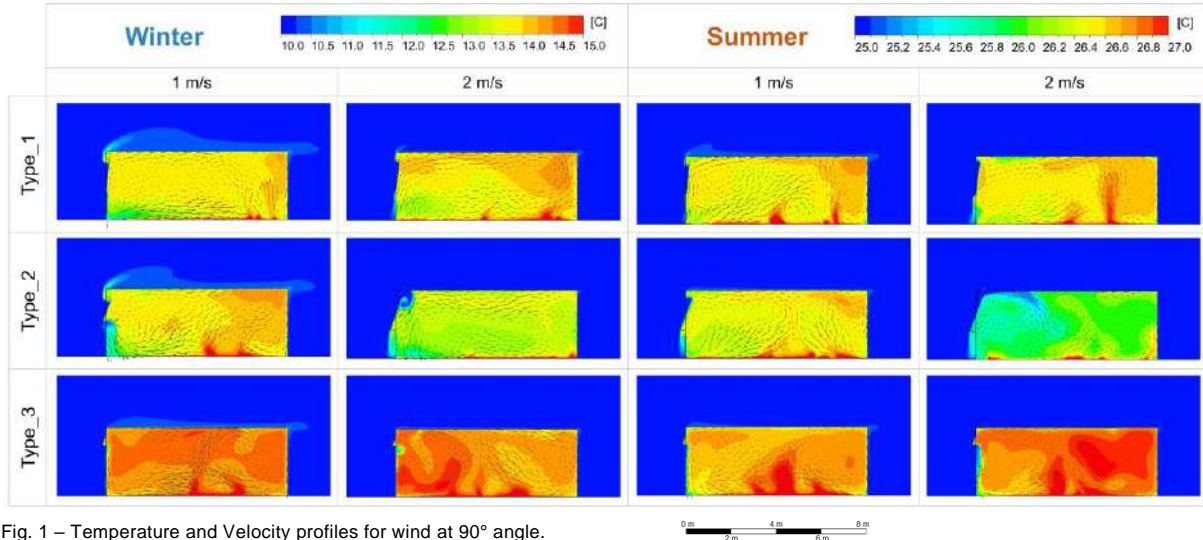 [C]
Winter
10.0 10.5 11.0 11.5 12.0 12.5 13.0 13.5 14.0 14.5 15.0
[C]
Summer
25.0 25.2 25.4 25.6 25.8 26.0 26.2 26.4 26.6 26.8 27.0
1 m/s 2 m/s 1 m/s 2 m/s
Type_1
Type_2
Type_3
0 m 4 m 8 m
2 m 6 m
Fig. 1 – Temperature and Velocity profiles for wind at 90° angle.